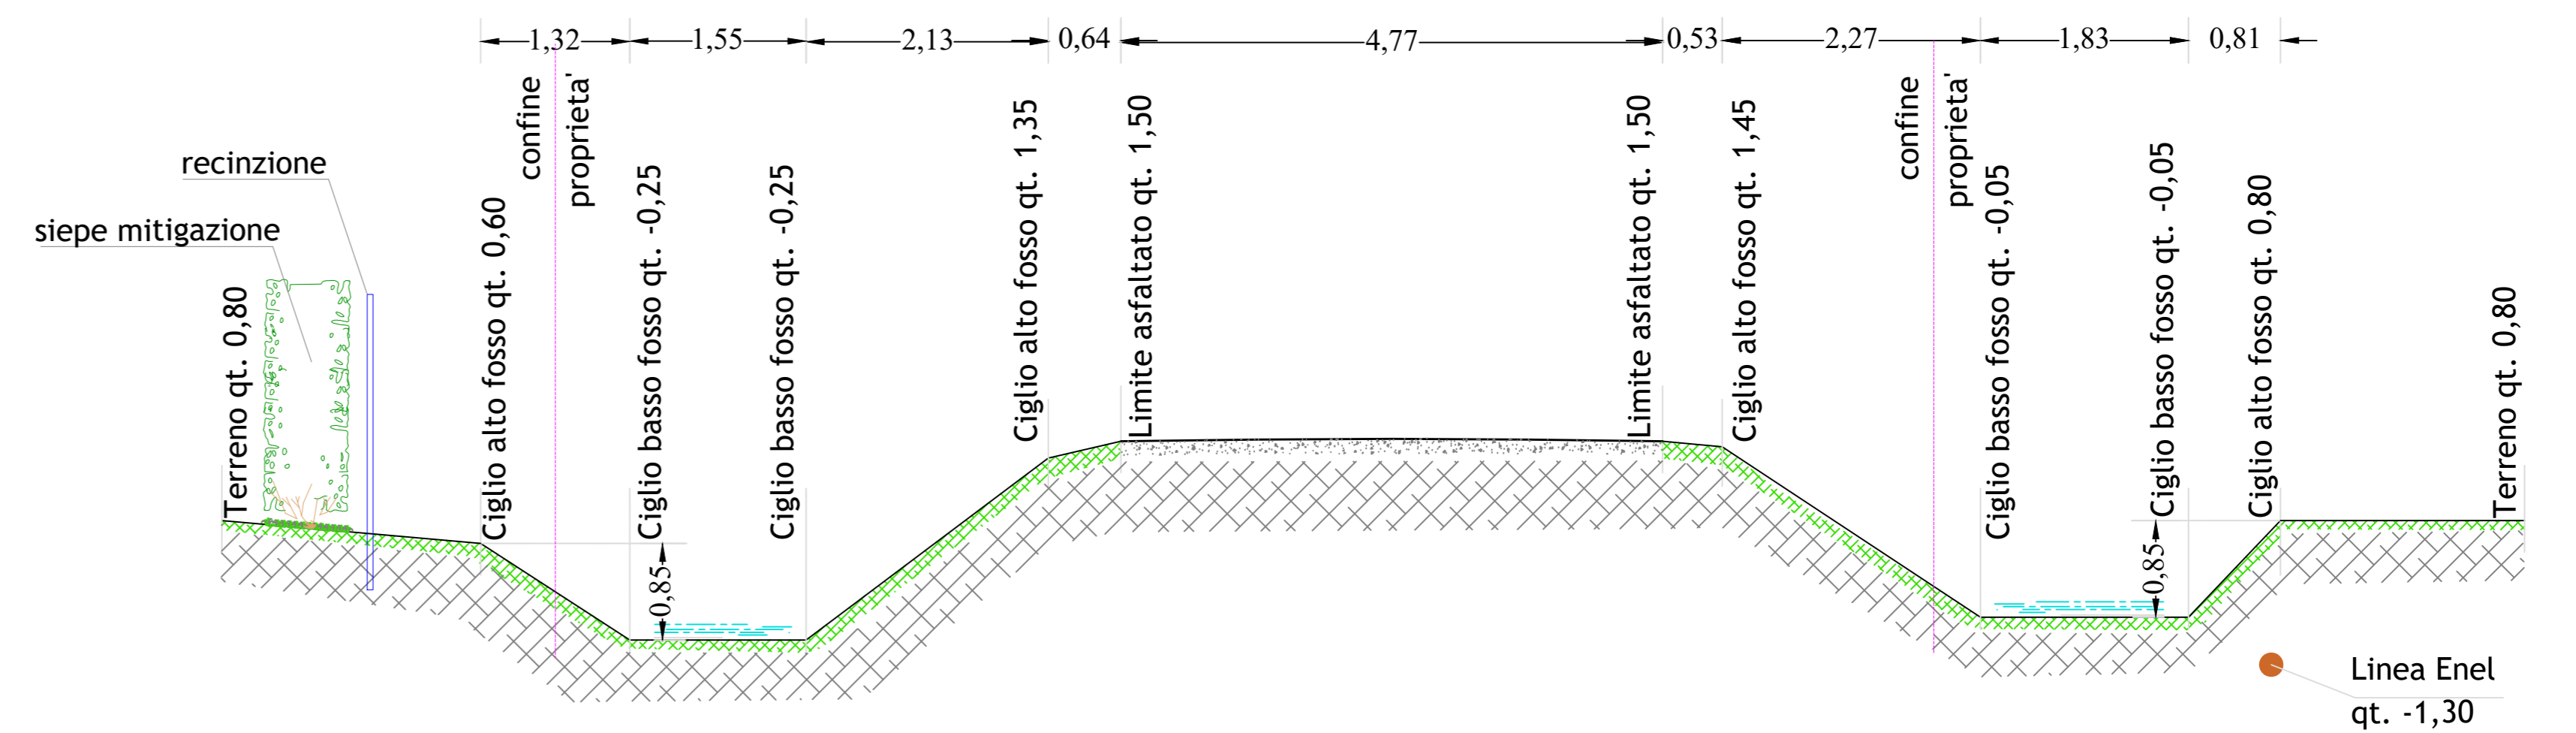 1,32
1,55
2,13
0,64
4,77
0,53
2,27
1,83
0,81
recinzione
siepe mitigazione
Terreno qt. 0,80
Ciglio alto fosso qt. 0,60
confine
proprieta'
Ciglio basso fosso qt. -0,25
Ciglio basso fosso qt. -0,25
Ciglio alto fosso qt. 1,35
Limite asfaltato qt. 1,50
Limite asfaltato qt. 1,50
Ciglio alto fosso qt. 1,45
confine
proprieta'
Ciglio basso fosso qt. -0,05
Ciglio basso fosso qt. -0,05
Ciglio alto fosso qt. 0,80
Terreno qt. 0,80
0,85
0,85
Linea Enel
qt. -1,30